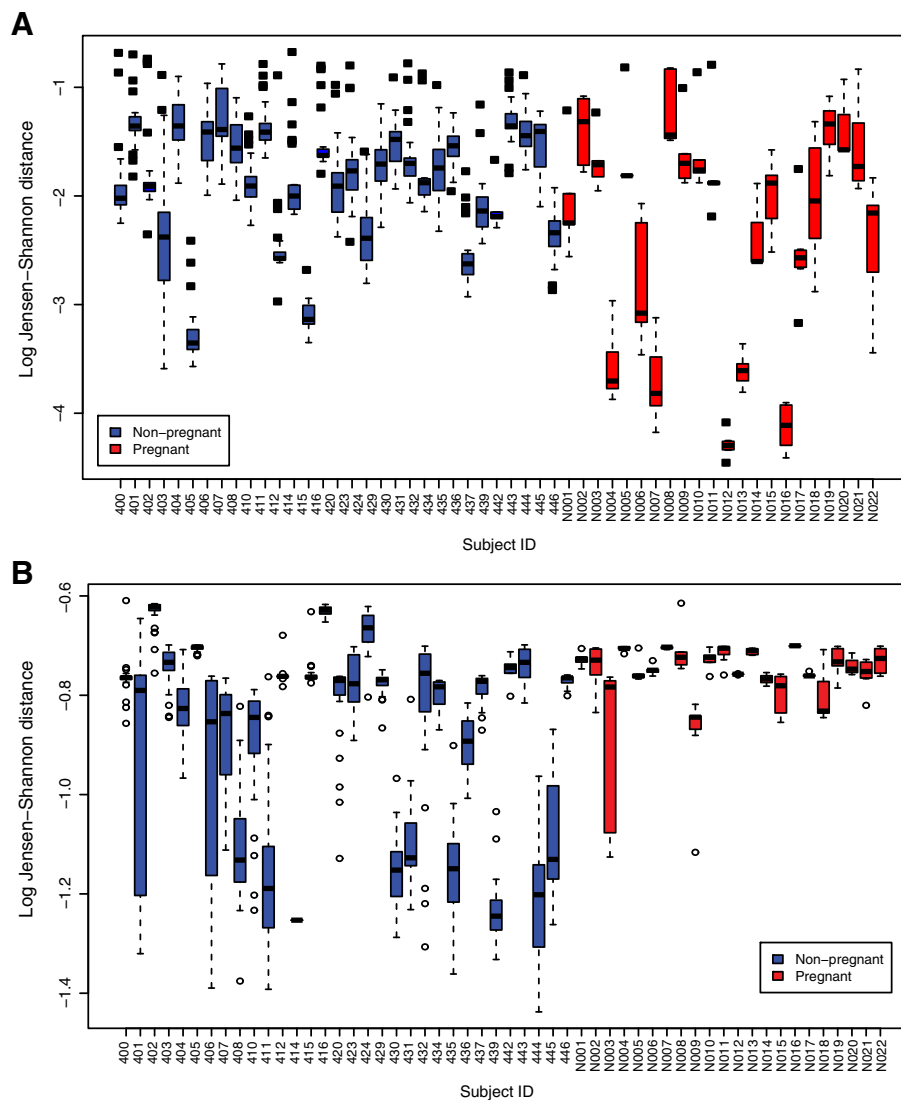 A
Log Jensen−Shannon distance
−1
−2
−3
−4
Non−pregnant
Pregnant
400 401 402 403 404 405 406 407 408 410 411 412 414 415 416 420 423 424 429 430 431 432 434 435 436 437 439 442 443 444 445 446 N001 N002 N003 N004 N005 N006 N007 N008 N009 N010 N011 N012 N013 N014 N015 N016 N017 N018 N019 N020 N021 N022
Subject ID
B
Log Jensen−Shannon distance
−0.6
−0.8
−1.0
−1.2
−1.4
Non−pregnant
Pregnant
400 401 402 403 404 405 406 407 408 410 411 412 414 415 416 420 423 424 429 430 431 432 434 435 436 437 439 442 443 444 445 446 N001 N002 N003 N004 N005 N006 N007 N008 N009 N010 N011 N012 N013 N014 N015 N016 N017 N018 N019 N020 N021 N022
Subject ID